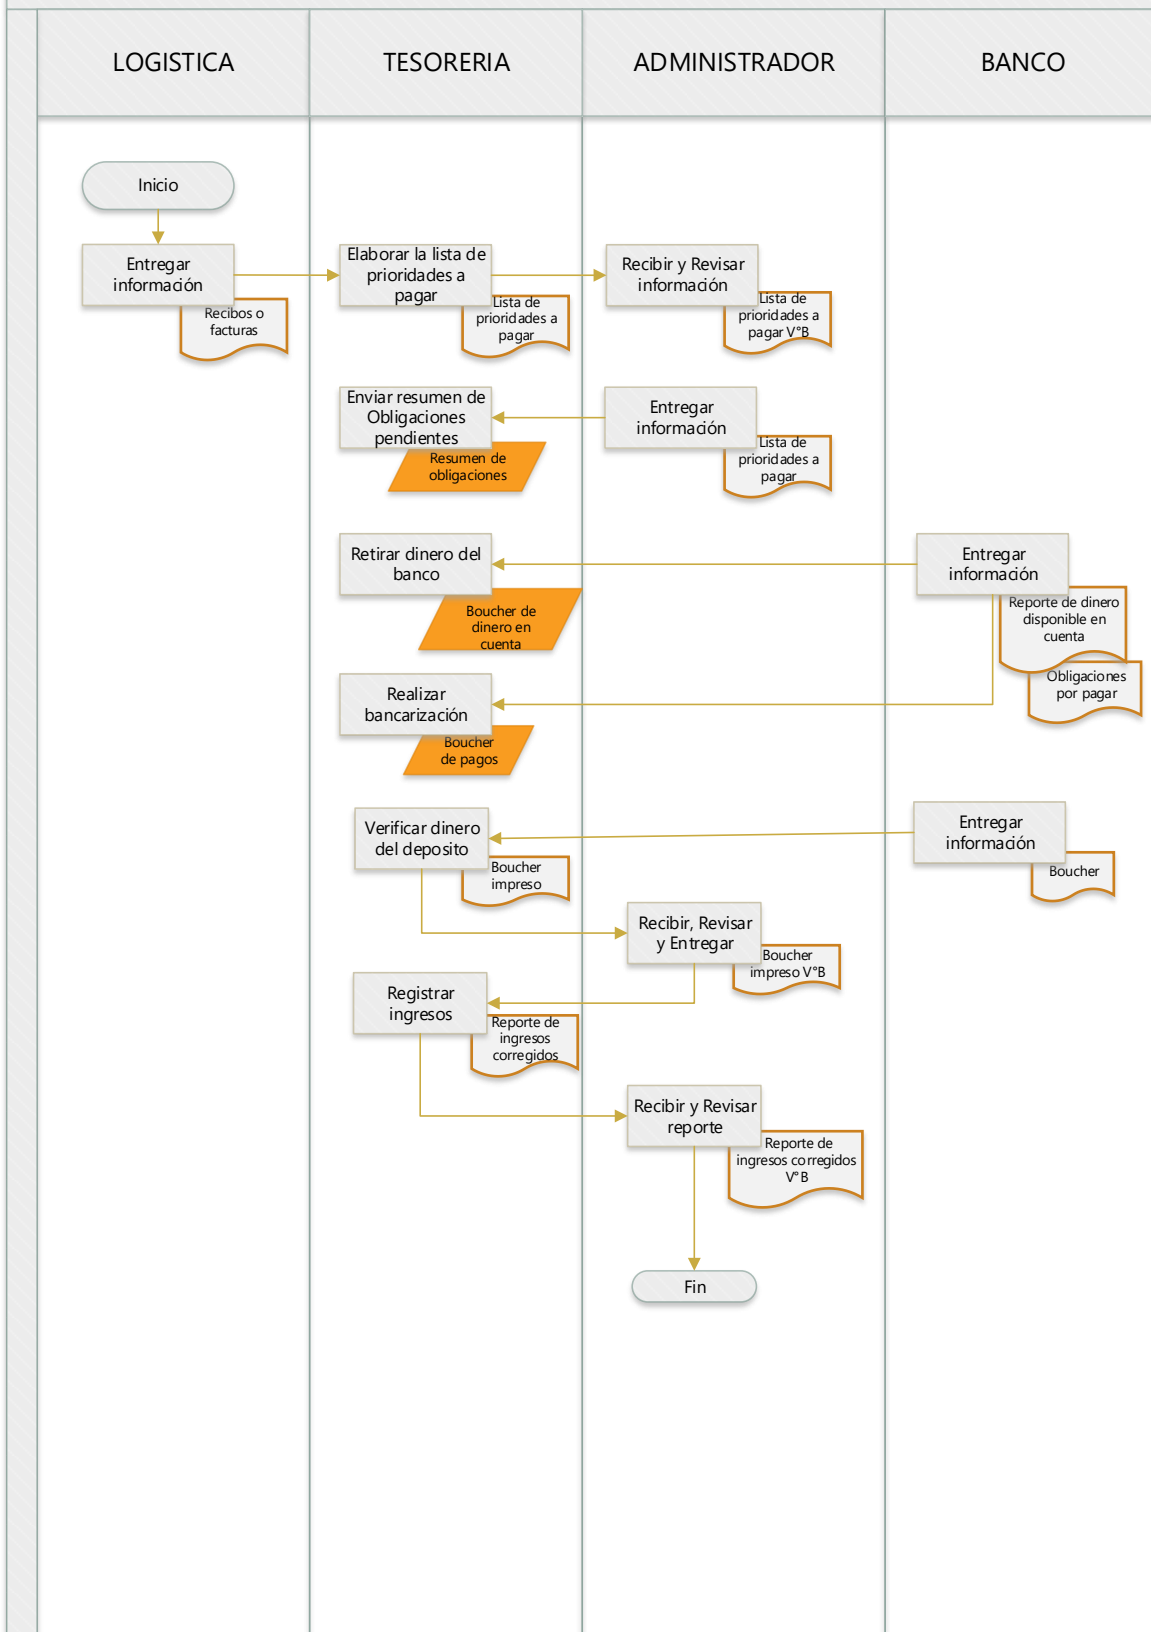 LOGISTICA
TESORERIA
ADMINISTRADOR
BANCO
Inicio
Entregar
información
Recibos o
facturas
Elaborar la lista de
prioridades a
pagar
Lista de
prioridades a
pagar
Recibir y Revisar
información
Lista de
prioridades a
pagar V°B
Enviar resumen de
Obligaciones
pendientes
Resumen de
obligaciones
Entregar
información
Lista de
prioridades a
pagar
Retirar dinero del
banco
Boucher de
dinero en
cuenta
Entregar
información
Reporte de dinero
disponible en
cuenta
Obligaciones
por pagar
Realizar
bancarización
Boucher
de pagos
Verificar dinero
del deposito
Boucher
impreso
Entregar
información
Boucher
Recibir, Revisar
y Entregar
Boucher
impreso V°B
Registrar
ingresos
Reporte de
ingresos
corregidos
Recibir y Revisar
reporte
Reporte de
ingresos corregidos
V°B
Fin